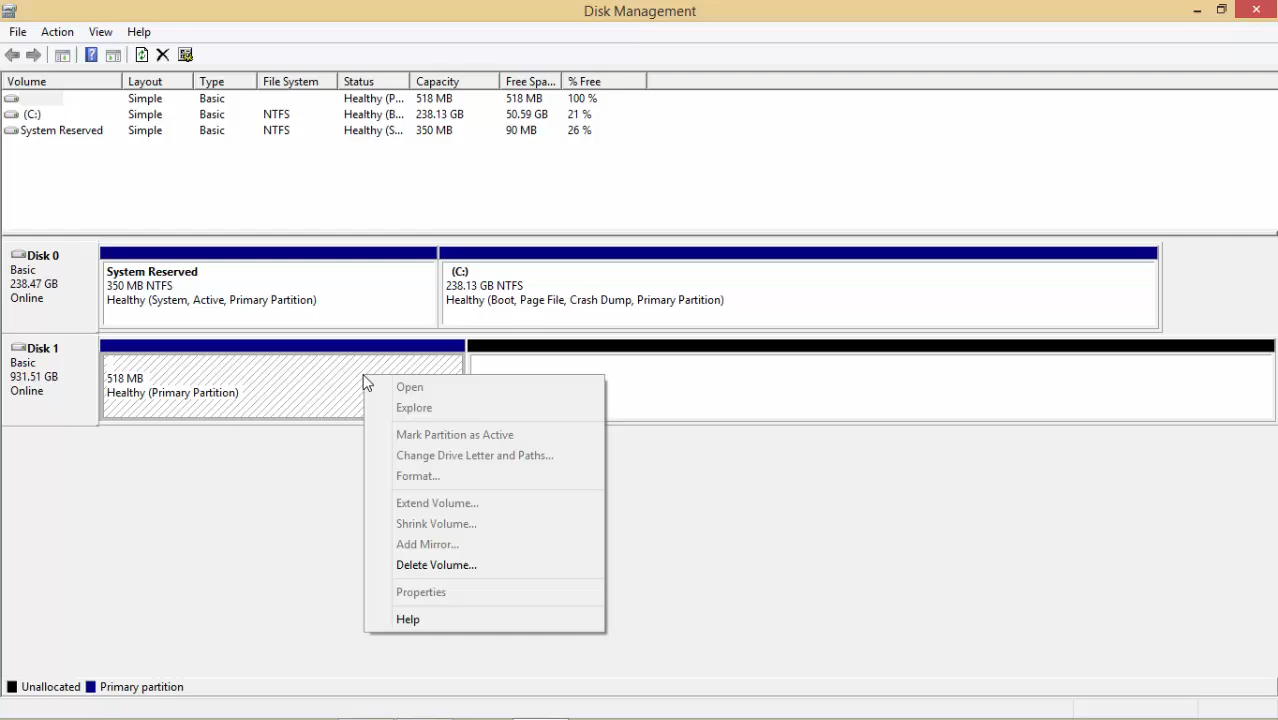 Disk Management
File Action View Help
Volume Layout Type File System Status Capacity Free Spa... % Free
Simple Basic Healthy (P... 518 MB 518 MB 100 %
(C:) Simple Basic NTFS Healthy (B... 238.13 GB 50.59 GB 21 %
System Reserved Simple Basic NTFS Healthy (S... 350 MB 90 MB 26 %
Disk 0
Basic
238.47 GB
Online
System Reserved
350 MB NTFS
Healthy (System, Active, Primary Partition)
(C:)
238.13 GB NTFS
Healthy (Boot, Page File, Crash Dump, Primary Partition)
Disk 1
Basic
931.51 GB
Online
518 MB
Healthy (Primary Partition)
Open
Explore
Mark Partition as Active
Change Drive Letter and Paths...
Format...
Extend Volume...
Shrink Volume...
Add Mirror...
Delete Volume...
Properties
Help
Unallocated Primary partition